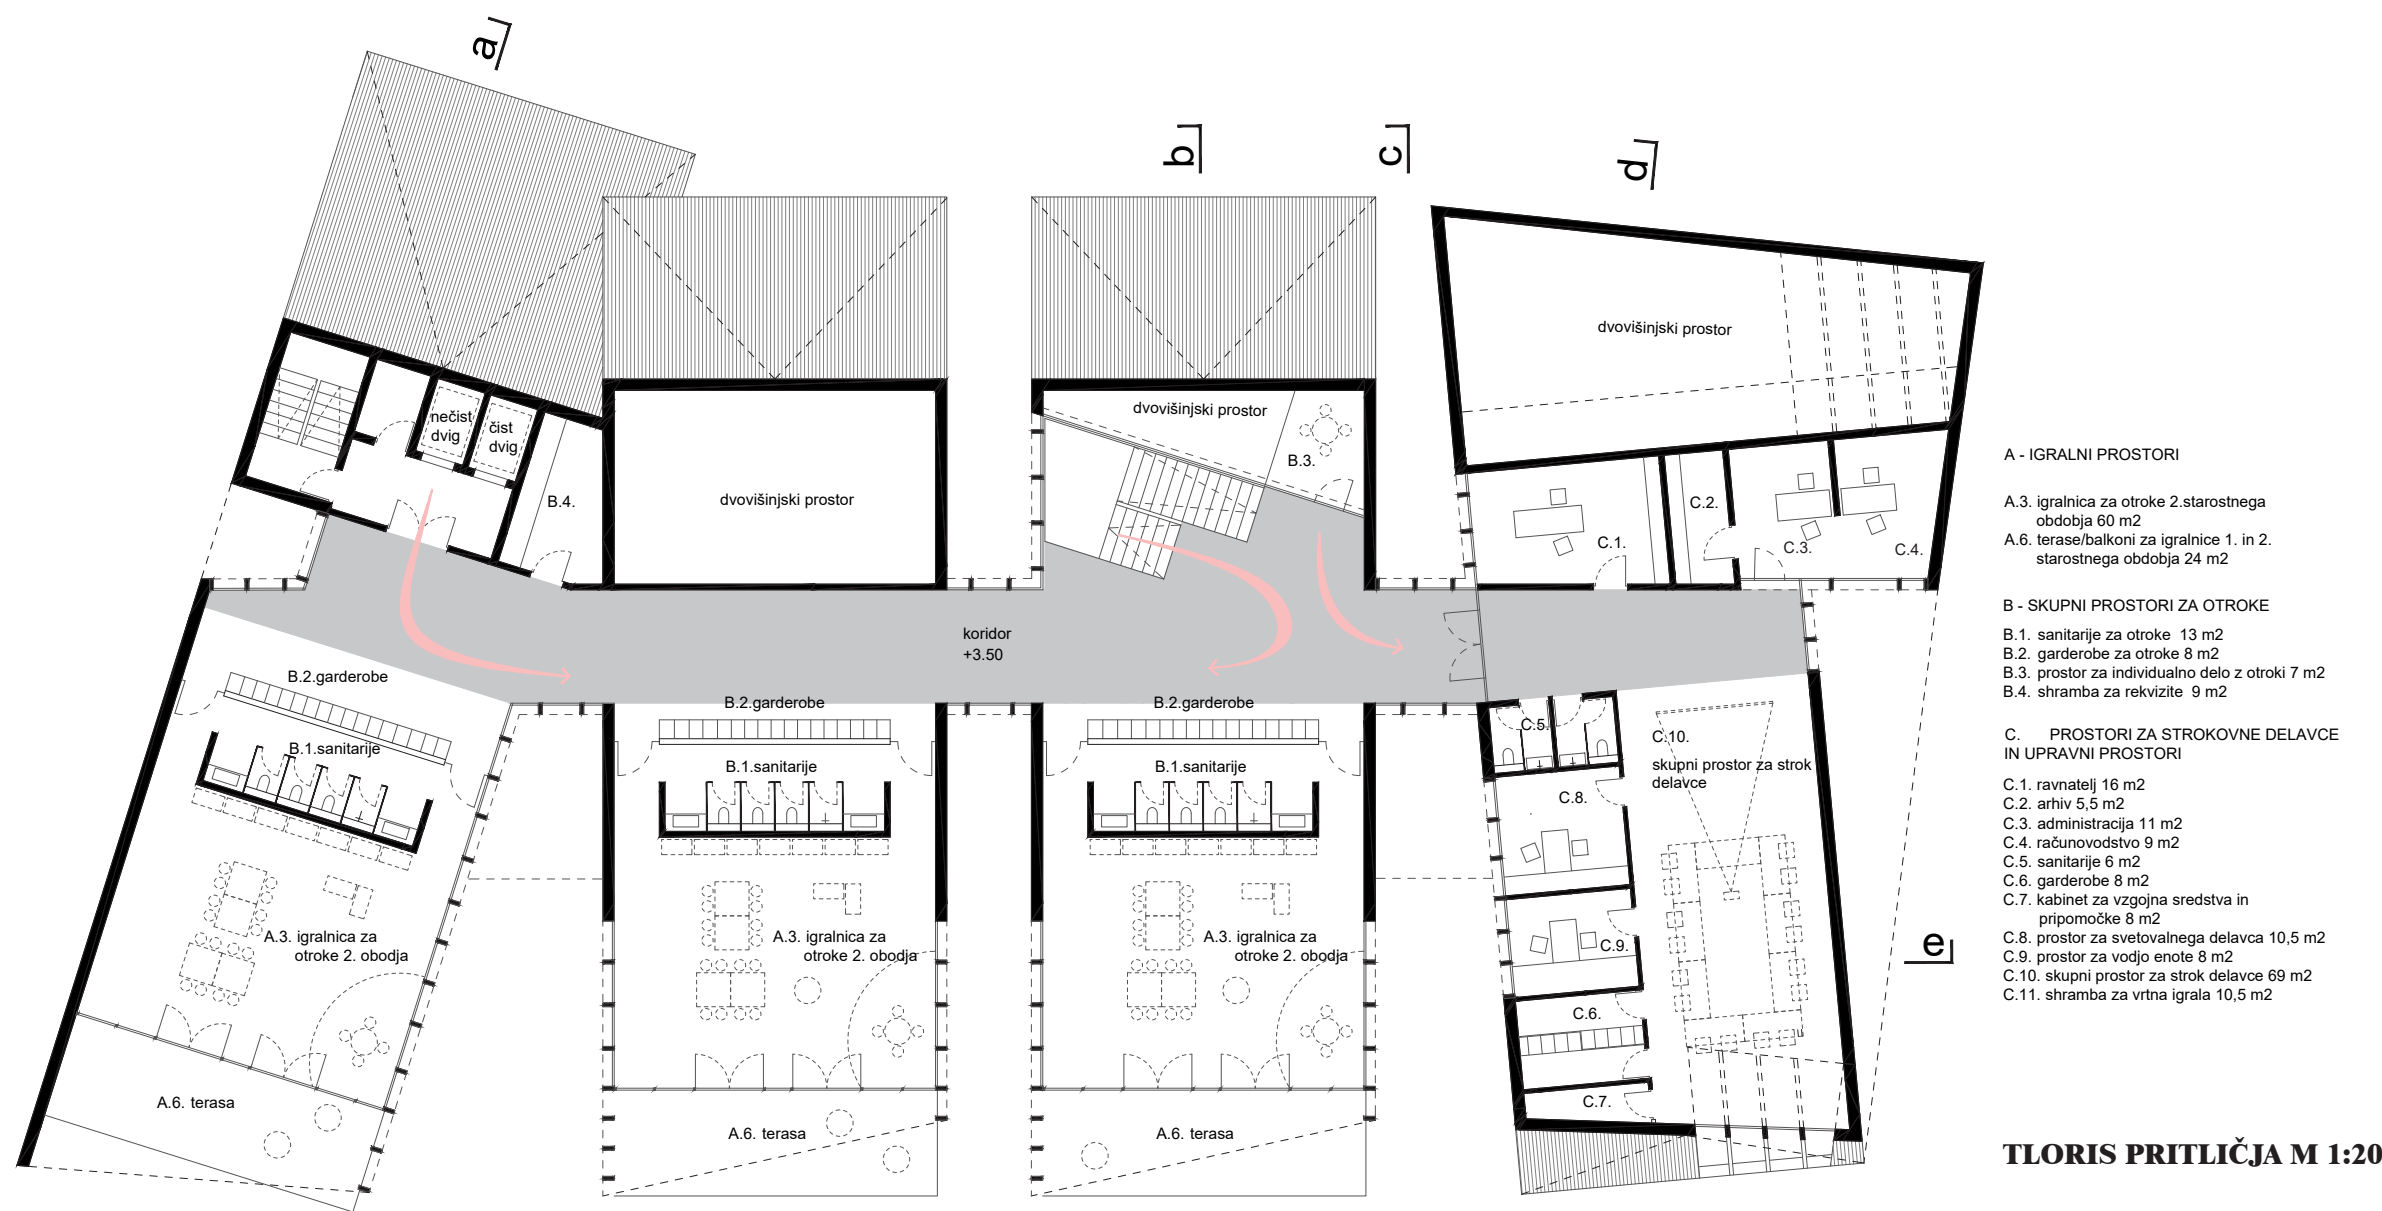 a
b
c
d
nečist
dvig
čist
dvig
B.4.
dvovišinjski prostor
dvovišinjski prostor
B.3.
dvovišinjski prostor
C.1.
C.2.
C.3.
C.4.
koridor
+3.50
B.2.garderobe
B.1.sanitarije
A.3. igralnica za
otroke 2. obodja
A.6. terasa
B.2.garderobe
B.1.sanitarije
A.3. igralnica za
otroke 2. obodja
A.6. terasa
B.2.garderobe
B.1.sanitarije
A.3. igralnica za
otroke 2. obodja
A.6. terasa
C.5.
C.10.
skupni prostor za strok
delavce
C.8.
C.9.
C.6.
C.7.
e
A - IGRALNI PROSTORI
A.3. igralnica za otroke 2.starostnega
obdobja 60 m2
A.6. terase/balkoni za igralnice 1. in 2.
starostnega obdobja 24 m2
B - SKUPNI PROSTORI ZA OTROKE
B.1. sanitarije za otroke 13 m2
B.2. garderobe za otroke 8 m2
B.3. prostor za individualno delo z otroki 7 m2
B.4. shramba za rekvizite 9 m2
C. PROSTORI ZA STROKOVNE DELAVCE
IN UPRAVNI PROSTORI
C.1. ravnatelj 16 m2
C.2. arhiv 5,5 m2
C.3. administracija 11 m2
C.4. računovodstvo 9 m2
C.5. sanitarije 6 m2
C.6. garderobe 8 m2
C.7. kabinet za vzgojna sredstva in
pripomočke 8 m2
C.8. prostor za svetovalnega delavca 10,5 m2
C.9. prostor za vodjo enote 8 m2
C.10. skupni prostor za strok delavce 69 m2
C.11. shramba za vrtna igrala 10,5 m2
TLORIS PRITLIČJA M 1:20